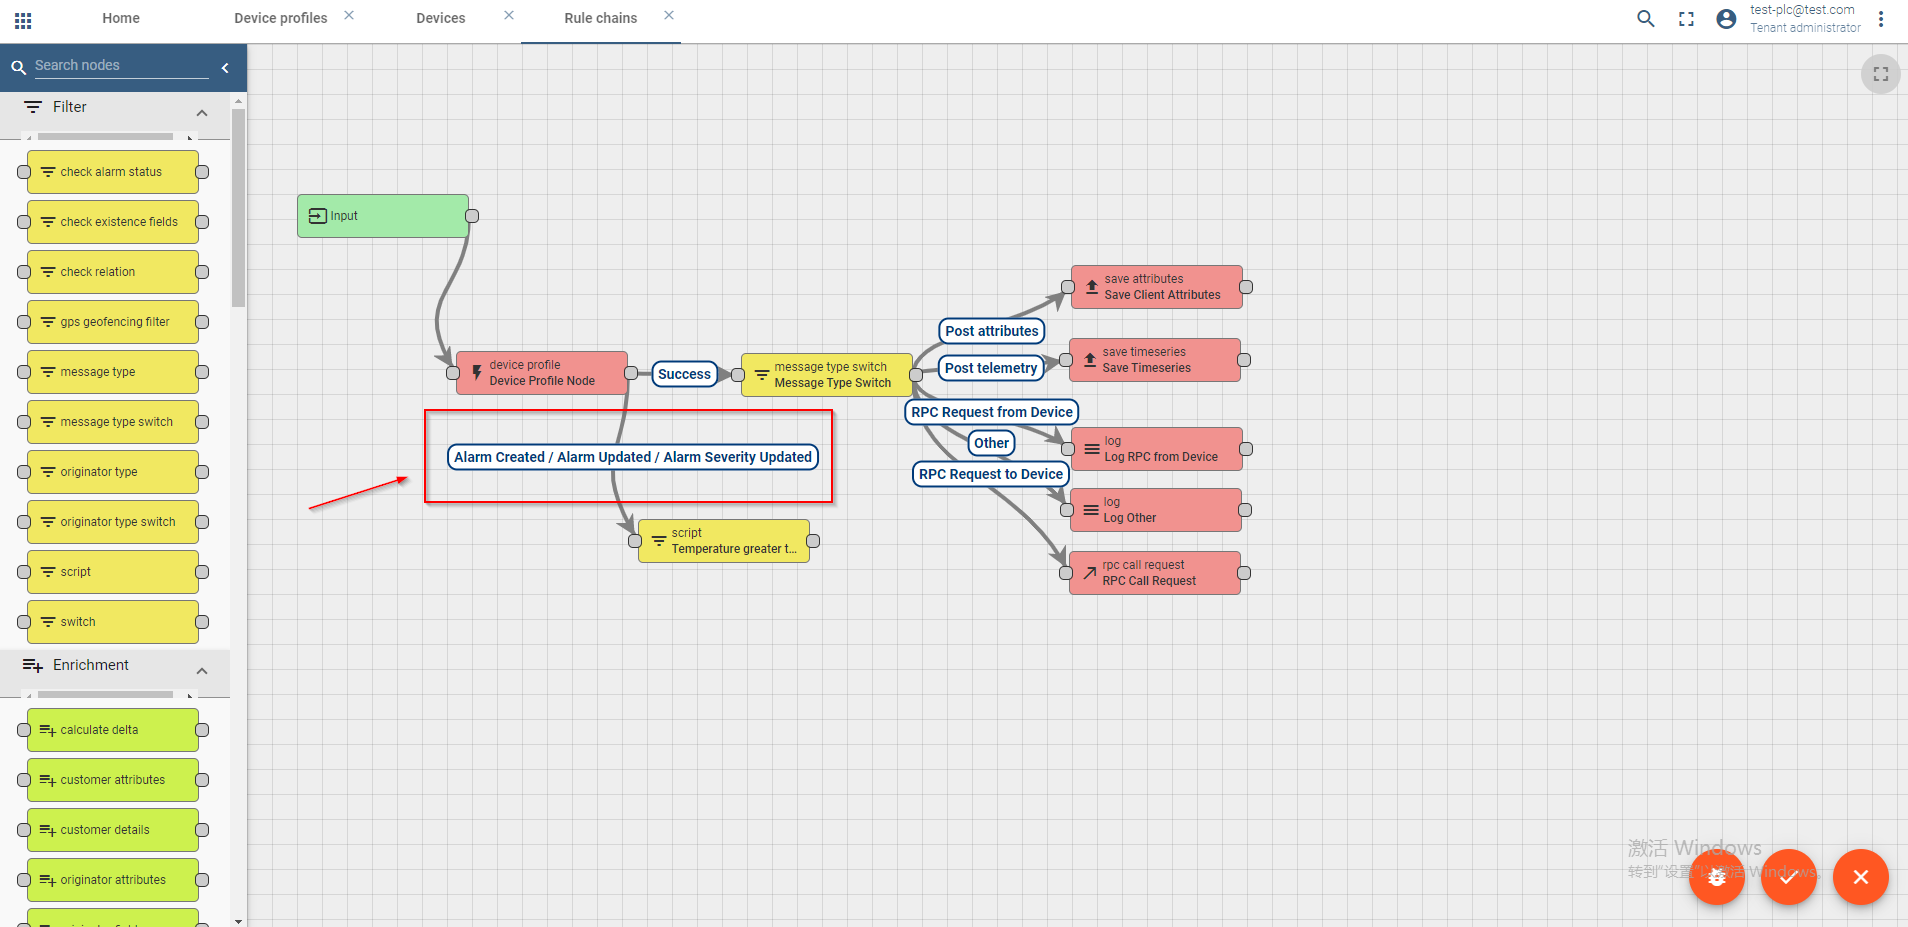 Home
Device profiles
Devices
Rule chains
test-plc@test.com
Tenant administrator
Search nodes
Filter
check alarm status
check existence fields
check relation
gps geofencing filter
message type
message type switch
originator type
originator type switch
script
switch
Enrichment
calculate delta
customer attributes
customer details
originator attributes
Input
device profile
Device Profile Node
Success
message type switch
Message Type Switch
Alarm Created / Alarm Updated / Alarm Severity Updated
script
Temperature greater t...
Post attributes
Post telemetry
RPC Request from Device
Other
RPC Request to Device
save attributes
Save Client Attributes
save timeseries
Save Timeseries
log
Log RPC from Device
log
Log Other
rpc call request
RPC Call Request
激活 Windows
转到"设置"以激活 Windows。